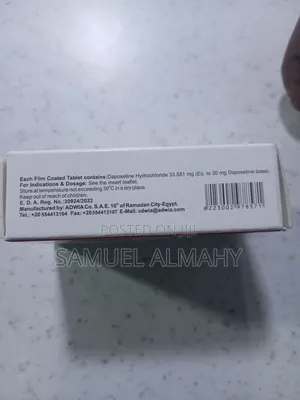 Each Film Coated Tablet contains:Dapoxetine Hydrochloride 33.581 mg (Eq. to 30 mg Dapoxetine base).
For Indications & Dosage: See the insert leaflet.
Store at temperature not exceeding 30°C in a dry place.
Keep out of reach of children.
E. D. A. Reg. No.:20924/2022
Manufactured by: ADWIA Co. S.A.E. 10th of Ramadan City-Egypt.
Tel.: +20 554413104 Fax: +20554413107 E-Mail: adwia@adwia.com
POSTED ON JIJI
SAMUEL ALMAHY